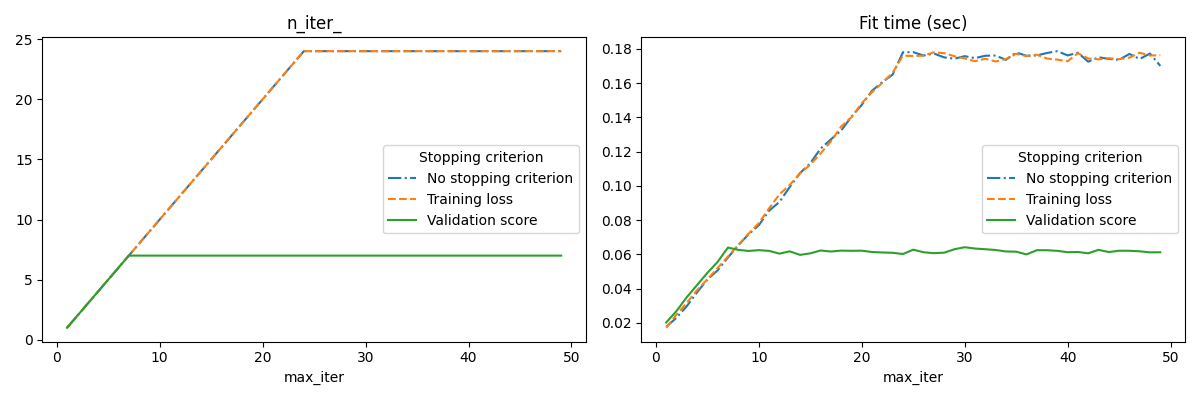 n_iter_
25
20
15
10
5
0
0 10 20 30 40 50
max_iter
Stopping criterion
No stopping criterion
Training loss
Validation score
Fit time (sec)
0.18
0.16
0.14
0.12
0.10
0.08
0.06
0.04
0.02
0 10 20 30 40 50
max_iter
Stopping criterion
No stopping criterion
Training loss
Validation score